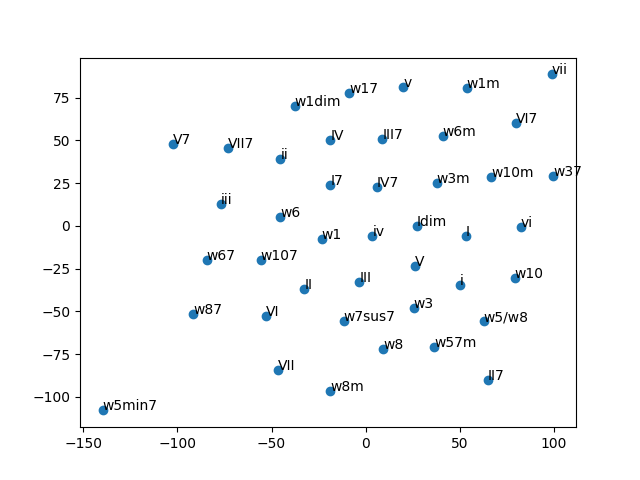 vii
w17
v
w1m
w1dim
VI7
V7
VII7
IV
III7
w6m
ii
w10m
w37
I7
IV7
w3m
iii
w6
w1
iv
Idim
I
vi
w67
w107
V
II
III
i
w10
w87
VI
w7sus7
w3
w5/w8
w8
w57m
VII
w8m
II7
w5min7
75
50
25
0
−25
−50
−75
−100
−150
−100
−50
0
50
100